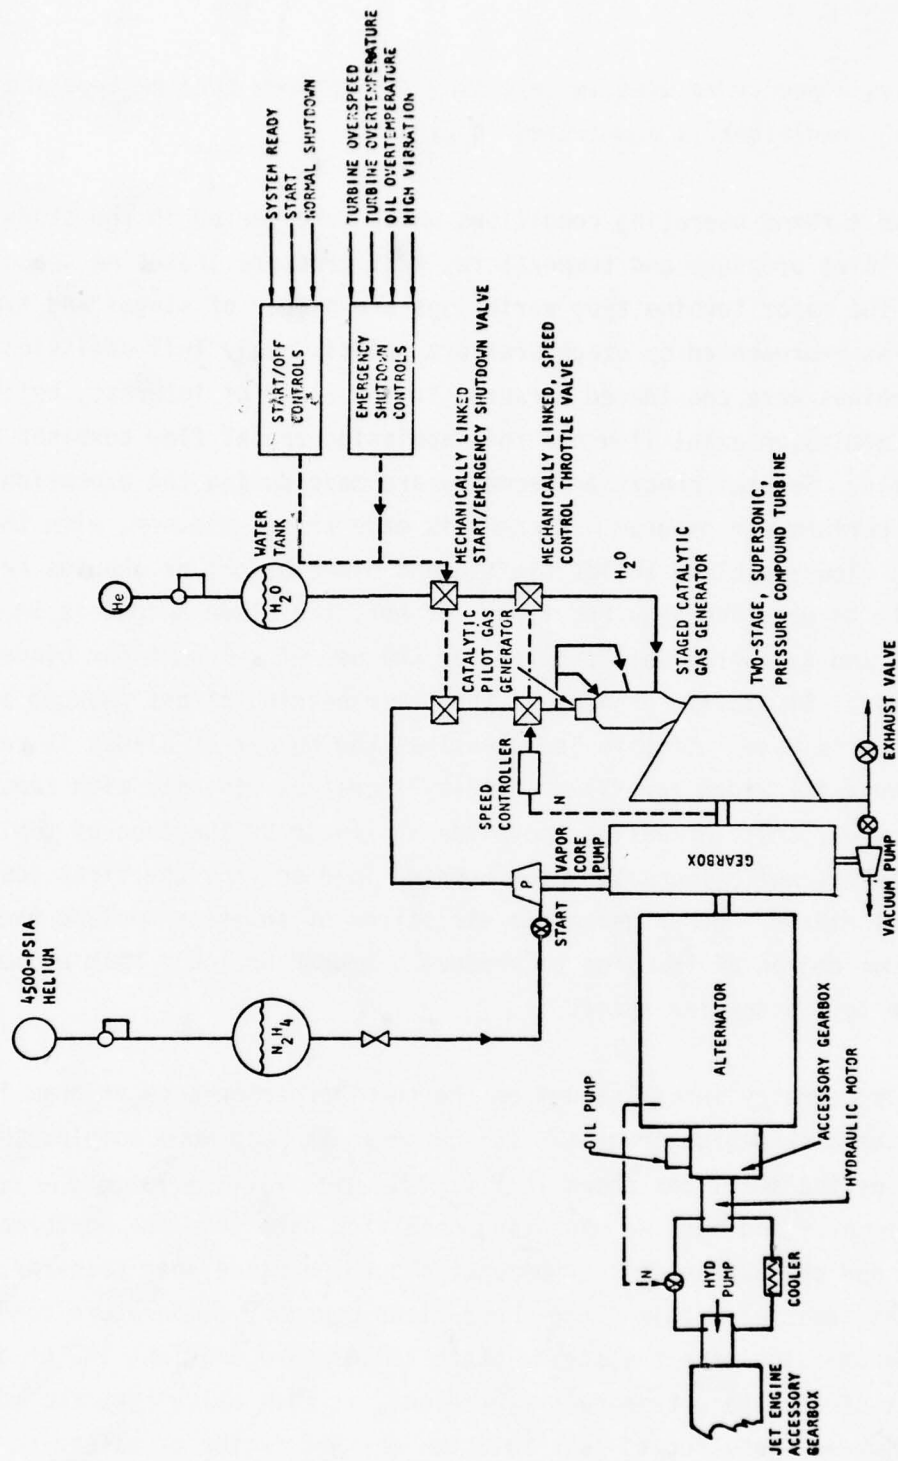 4500-PSIA
HELIUM
N2H4
He
WATER
TANK
H2O
START/OFF
CONTROLS
SYSTEM READY
START
NORMAL SHUTDOWN
EMERGENCY
SHUTDOWN
CONTROLS
TURBINE OVERSPEED
TURBINE OVERTEMPERATURE
OIL OVERTEMPERATURE
HIGH VIBRATION
MECHANICALLY LINKED
START/EMERGENCY SHUTDOWN VALVE
MECHANICALLY LINKED, SPEED
CONTROL THROTTLE VALVE
CATALYTIC
PILOT GAS
GENERATOR
H2O
STAGED CATALYTIC
GAS GENERATOR
TWO-STAGE, SUPERSONIC,
PRESSURE COMPOUND TURBINE
SPEED
CONTROLLER
N
START
P
VAPOR
CORE
PUMP
GEARBOX
EXHAUST VALVE
VACUUM PUMP
ALTERNATOR
OIL PUMP
ACCESSORY GEARBOX
HYDRAULIC MOTOR
N
HYD
PUMP
COOLER
JET ENGINE
ACCESSORY
GEARBOX